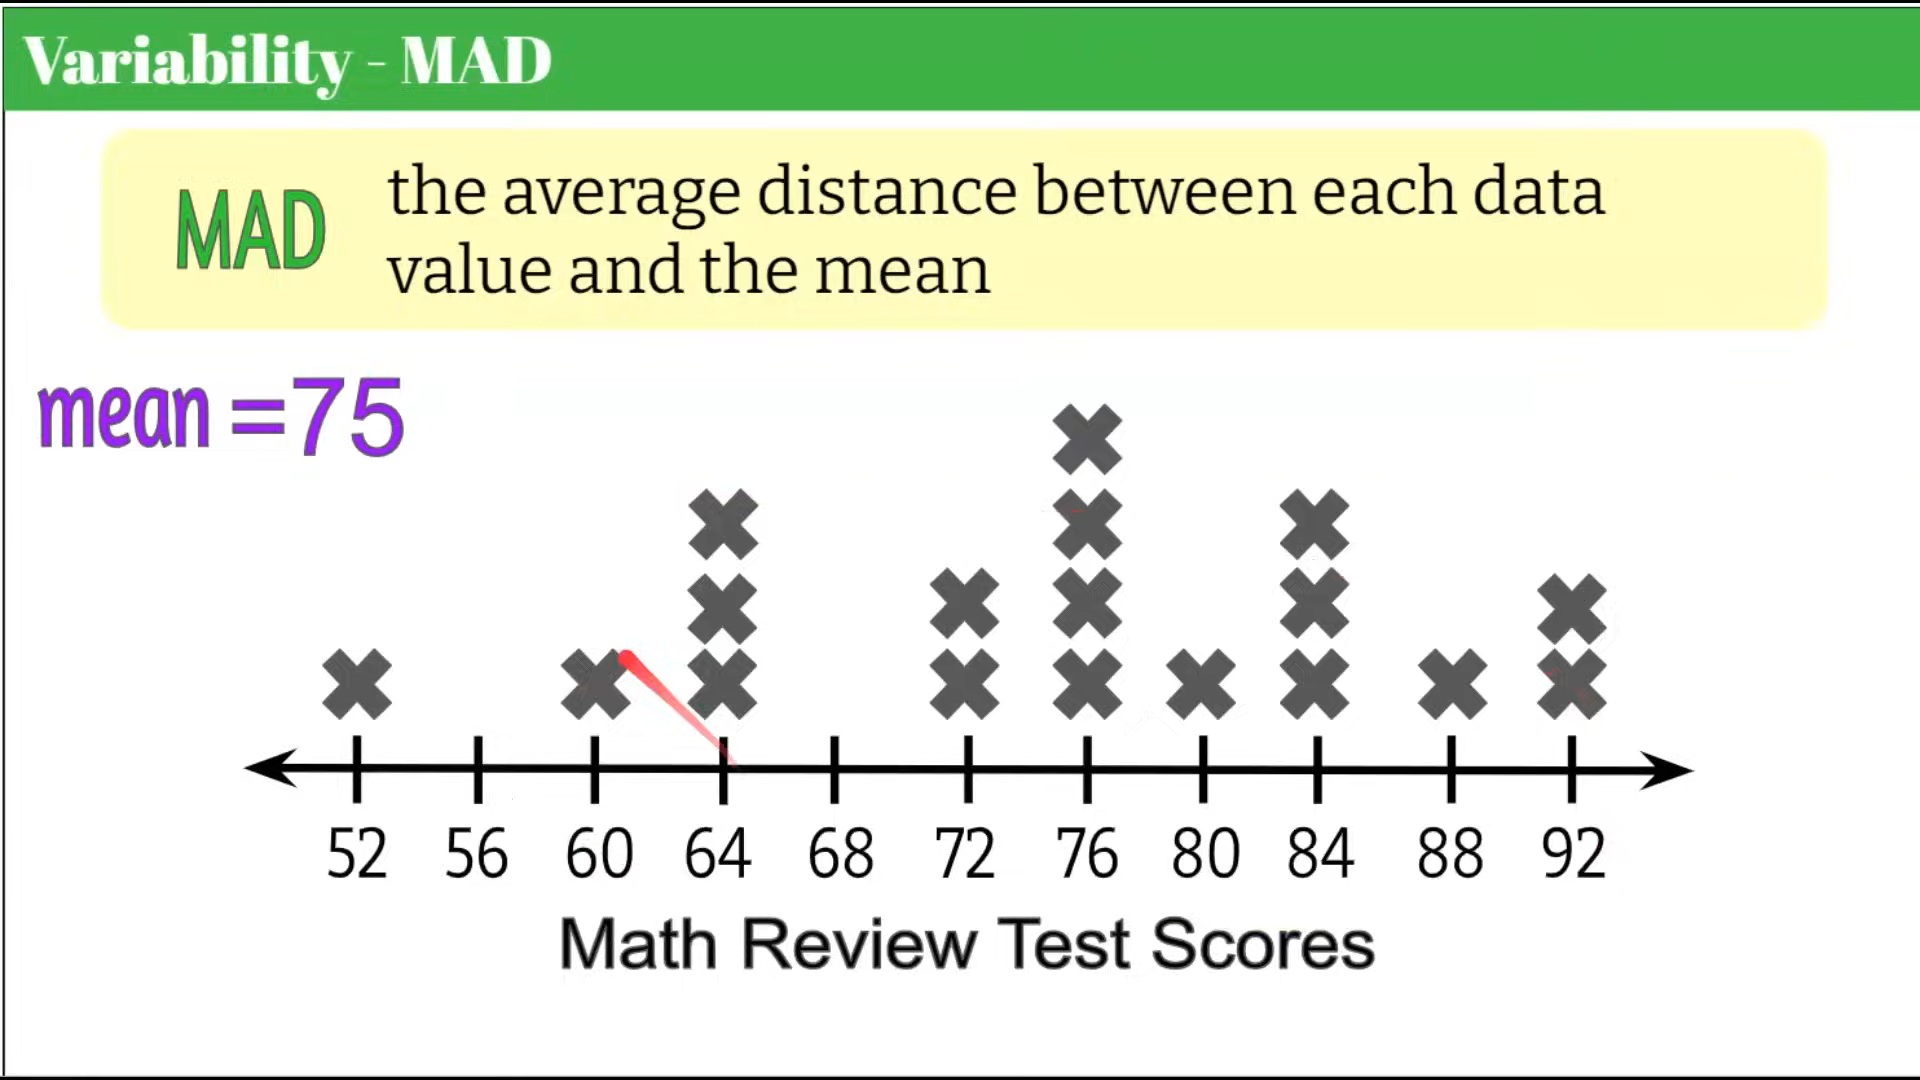 Variability - MAD
MAD the average distance between each data
value and the mean
mean =75
52 56 60 64 68 72 76 80 84 88 92
Math Review Test Scores